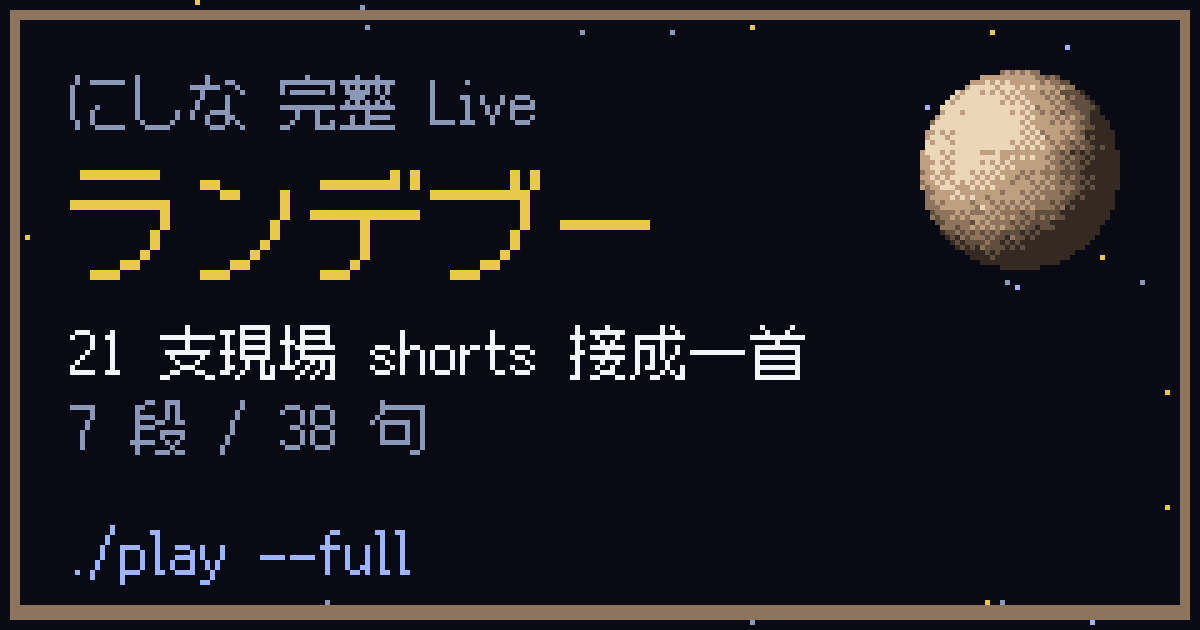 にしな 完整 Live
ランデブー
21 支現場 shorts 接成一首
7 段 / 38 句
./play --full